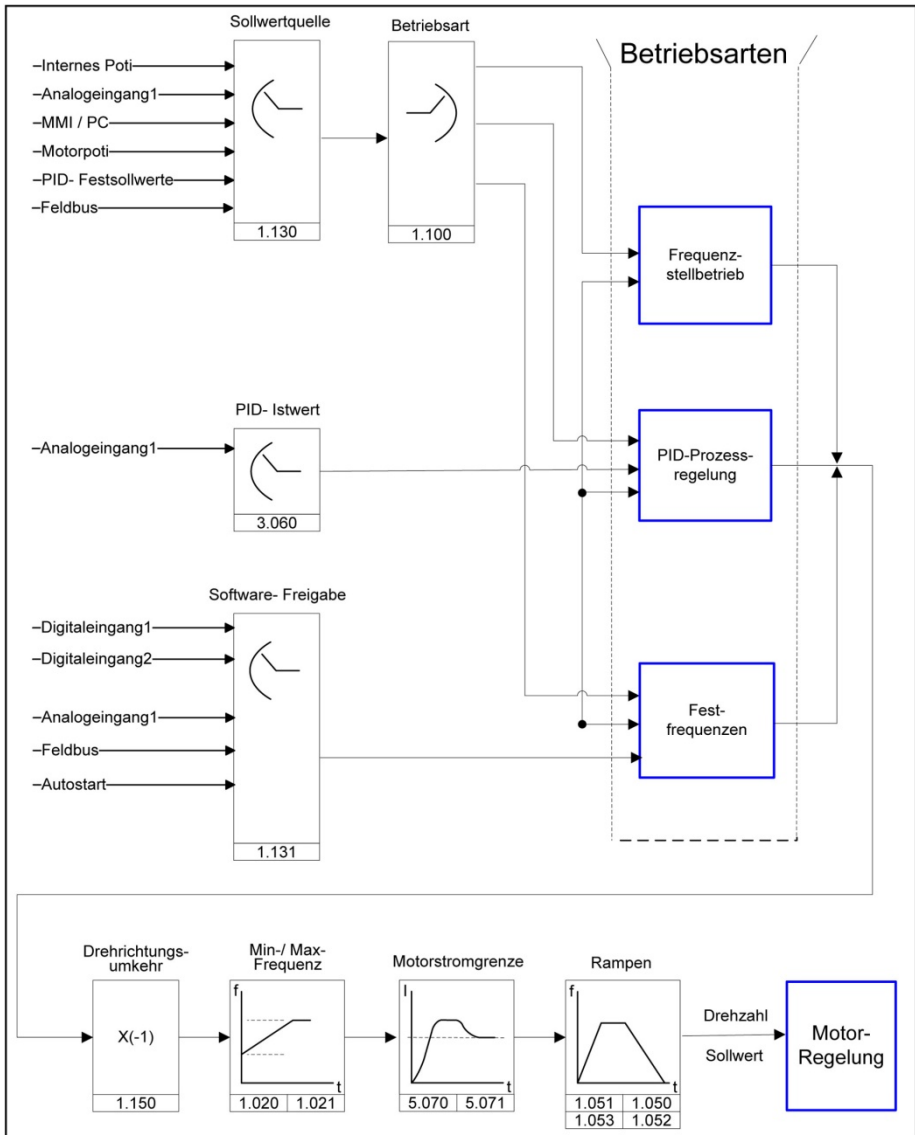 Sollwertquelle
Betriebsart
Betriebsarten
Internes Poti
Analogeingang1
MMI / PC
Motorpoti
PID- Festsollwerte
Feldbus
1.130
1.100
Frequenz-
stellbetrieb
PID- Istwert
Analogeingang1
3.060
PID-Prozess-
regelung
Software- Freigabe
Digitaleingang1
Digitaleingang2
Analogeingang1
Feldbus
Autostart
1.131
Fest-
frequenzen
Drehrichtungs-
umkehr
X(-1)
1.150
Min-/ Max-
Frequenz
f
t
1.020 1.021
Motorstromgrenze
I
t
5.070 5.071
Rampen
f
t
1.051 1.050
1.053 1.052
Drehzahl
Sollwert
Motor-
Regelung